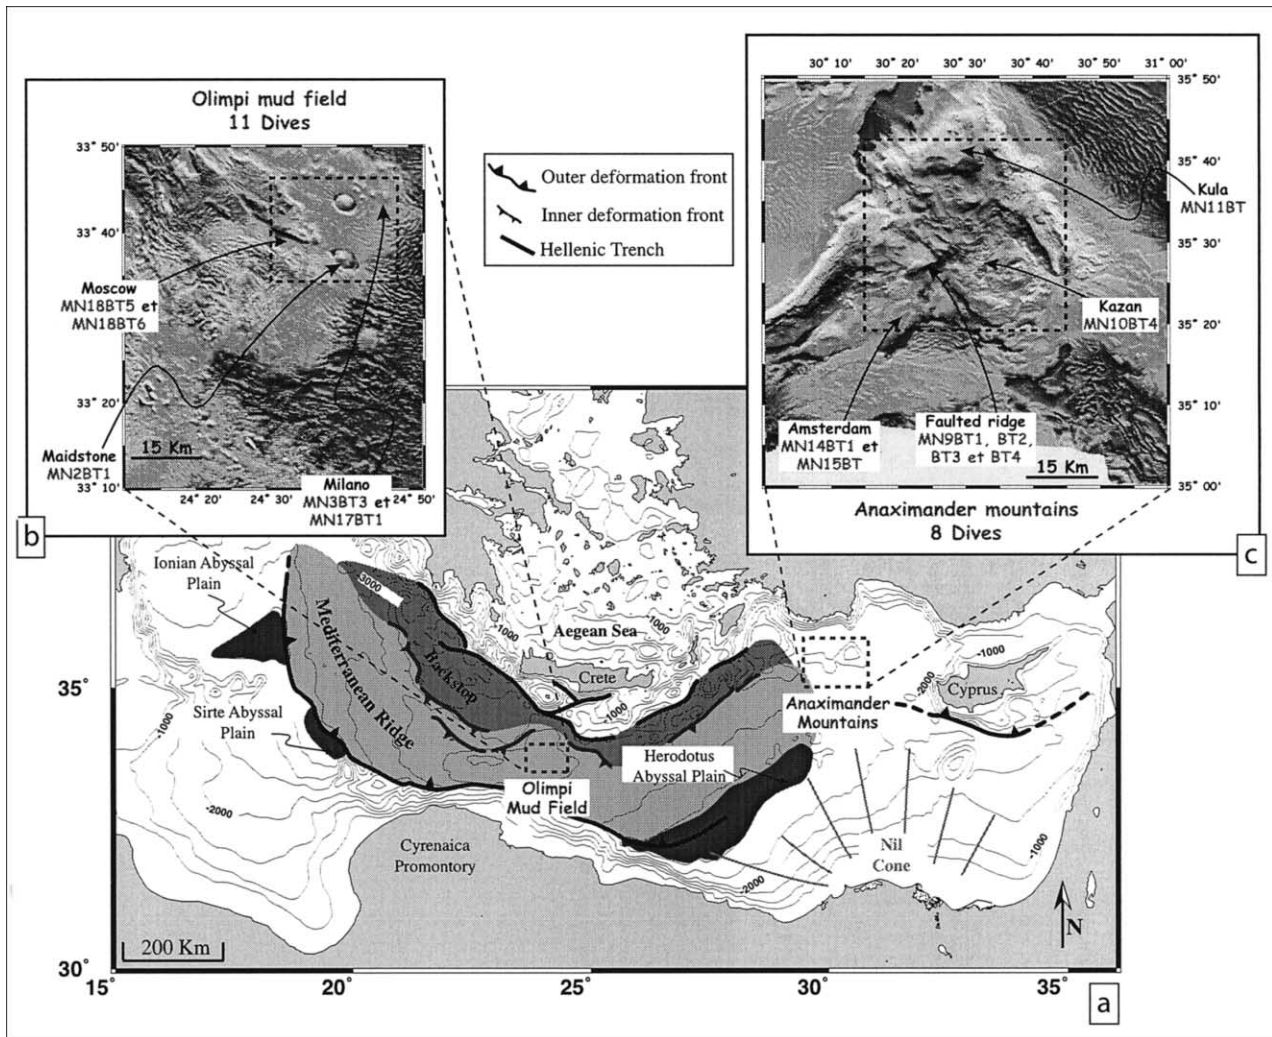 Olimpi mud field
11 Dives
33° 50'
33° 40'
33° 20'
33° 10'
24° 20'
24° 30'
24° 50'
Moscow
MN18BT5 et
MN18BT6
Maidstone
MN2BT1
Milano
MN3BT3 et
MN17BT1
15 Km
b
Outer deformation front
Inner deformation front
Hellenic Trench
30° 10'
30° 20'
30° 30'
30° 50'
31° 00'
35° 50'
35° 40'
35° 30'
35° 20'
35° 10'
35° 00'
Kula
MN11BT
Kazan
MN10BT4
Amsterdam
MN14BT1 et
MN15BT
Faulted ridge
MN9BT1, BT2,
BT3 et BT4
15 Km
Anaximander mountains
8 Dives
c
Ionian Abyssal
Plain
Sirte Abyssal
Plain
Mediterranean Ridge
Backstop
3000
-1000
Aegean Sea
-1000
Crete
-1000
Anaximander
Mountains
-1000
-2000
Cyprus
Herodotus
Abyssal Plain
Olimpi
Mud Field
-1000
-2000
Cyrenaica
Promontory
-2000
Nil
Cone
-1000
N
200 Km
35°
30°
15°
20°
25°
30°
35°
a